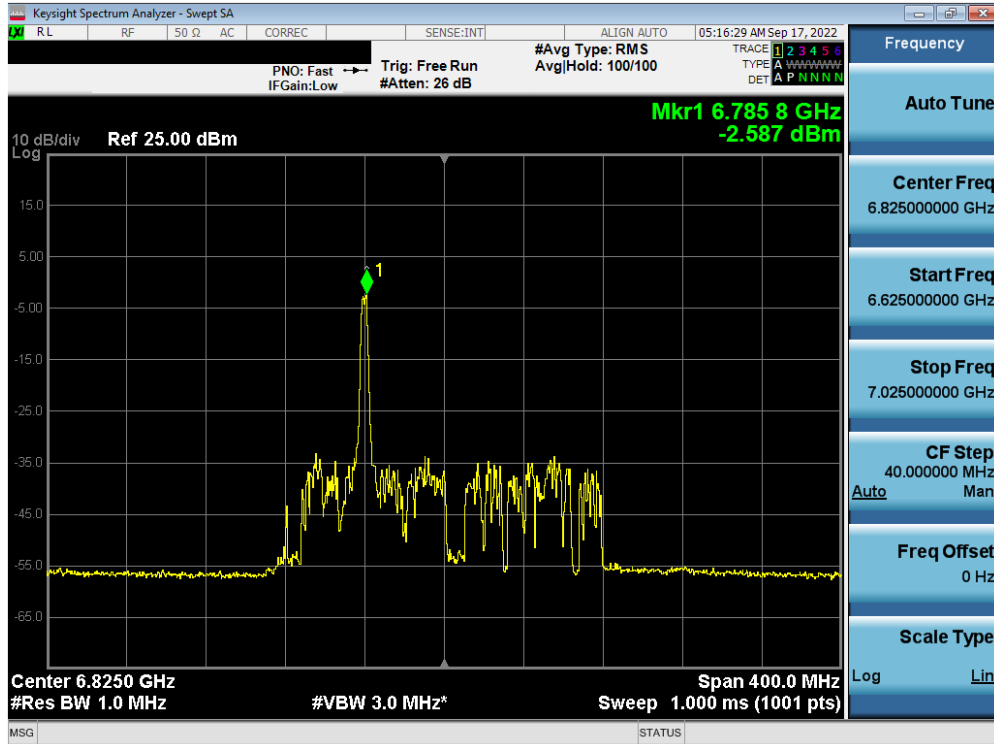 Keysight Spectrum Analyzer - Swept SA
LXI RL RF 50 Ω AC CORREC SENSE:INT ALIGN AUTO 05:16:29 AM Sep 17, 2022
PNO: Fast
IFGain:Low
Trig: Free Run
#Atten: 26 dB
#Avg Type: RMS
Avg|Hold: 100/100
TRACE 1 2 3 4 5 6
TYPE A WWWWW
DET A P N N N N
Mkr1 6.785 8 GHz
-2.587 dBm
10 dB/div
Log
Ref 25.00 dBm
15.0
5.00
-5.00
-15.0
-25.0
-35.0
-45.0
-55.0
-65.0
1
Center 6.8250 GHz
#Res BW 1.0 MHz
#VBW 3.0 MHz*
Span 400.0 MHz
Sweep 1.000 ms (1001 pts)
MSG
STATUS
Frequency
Auto Tune
Center Freq
6.825000000 GHz
Start Freq
6.625000000 GHz
Stop Freq
7.025000000 GHz
CF Step
40.000000 MHz
Auto Man
Freq Offset
0 Hz
Scale Type
Log Lin